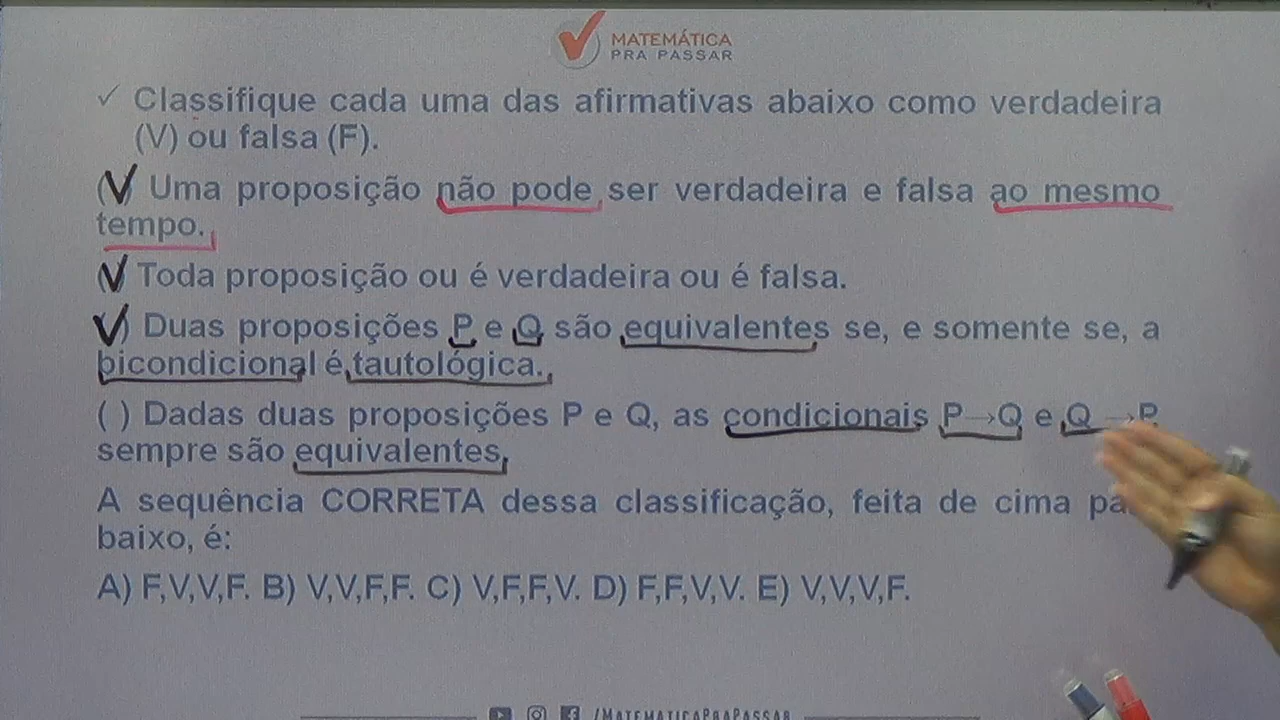 MATEMÁTICA
PRA PASSAR
✓ Classifique cada uma das afirmativas abaixo como verdadeira
(V) ou falsa (F).
(V) Uma proposição não pode ser verdadeira e falsa ao mesmo
tempo.
(V) Toda proposição ou é verdadeira ou é falsa.
(V) Duas proposições P e Q são equivalentes se, e somente se, a
bicondicional é tautológica.
( ) Dadas duas proposições P e Q, as condicionais P→Q e Q →P
sempre são equivalentes.
A sequência CORRETA dessa classificação, feita de cima
baixo, é:
A) F,V,V,F. B) V,V,F,F. C) V,F,F,V. D) F,F,V,V. E) V,V,V,F.
/MATEMATICAPRAPASSAR